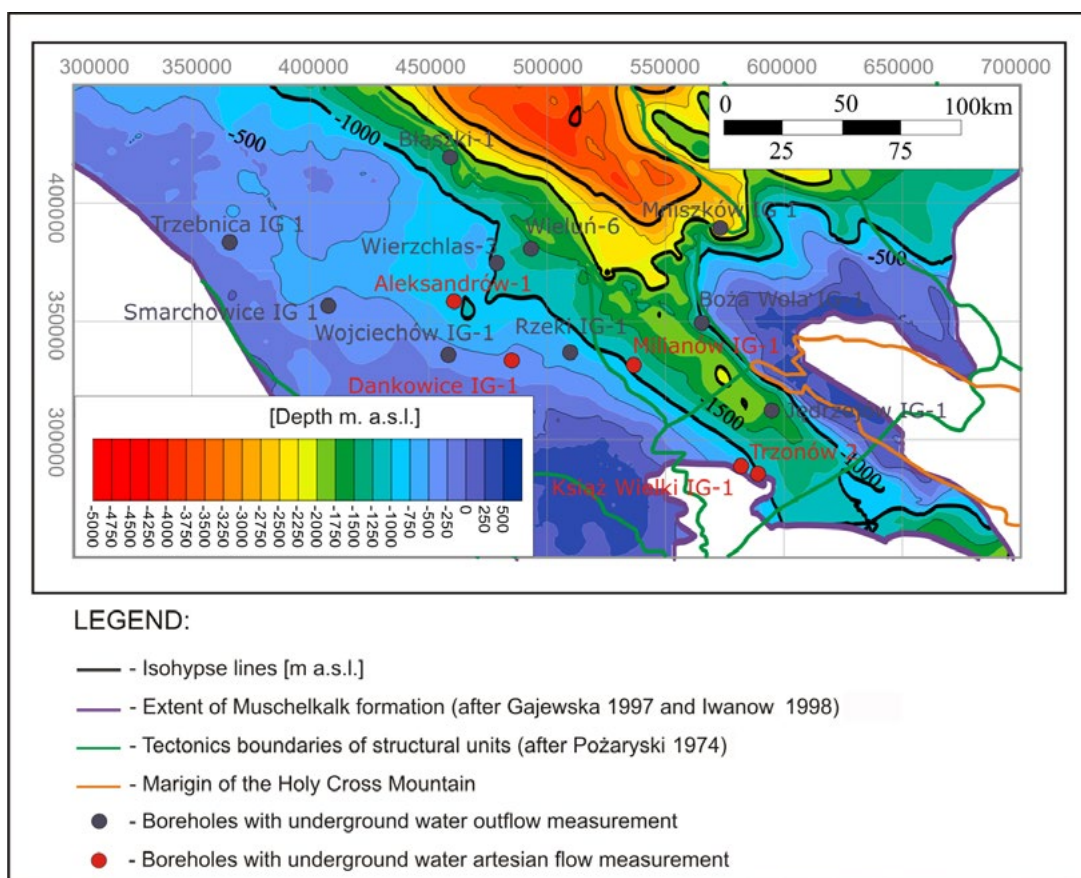 300000 350000 400000 450000 500000 550000 600000 650000 700000
0 50 100km
25 75
-500
-1000
Błaszki-1
400000
Trzebnica IG 1
Wieluń-6
Mniszków IG 1
Wierzchlas-3
-500
Aleksandrów-1
350000
Smarchowice IG 1
Boża Wola IG-1
Wojciechów IG-1
Rzeki IG-1
Milianów IG-1
Dankowice IG-1
-1500
Jędrzejów IG-1
300000
[Depth m. a.s.l.]
-1000
Trzonów 2
Książ Wielki IG-1
-5000 -4750 -4500 -4250 -4000 -3750 -3500 -3250 -3000 -2750 -2500 -2250 -2000 -1750 -1500 -1250 -1000 -750 -500 -250 0 250 500
LEGEND:
- Isohypse lines [m a.s.l.]
- Extent of Muschelkalk formation (after Gajewska 1997 and Iwanow 1998)
- Tectonics boundaries of structural units (after Pożaryski 1974)
- Marigin of the Holy Cross Mountain
- Boreholes with underground water outflow measurement
- Boreholes with underground water artesian flow measurement